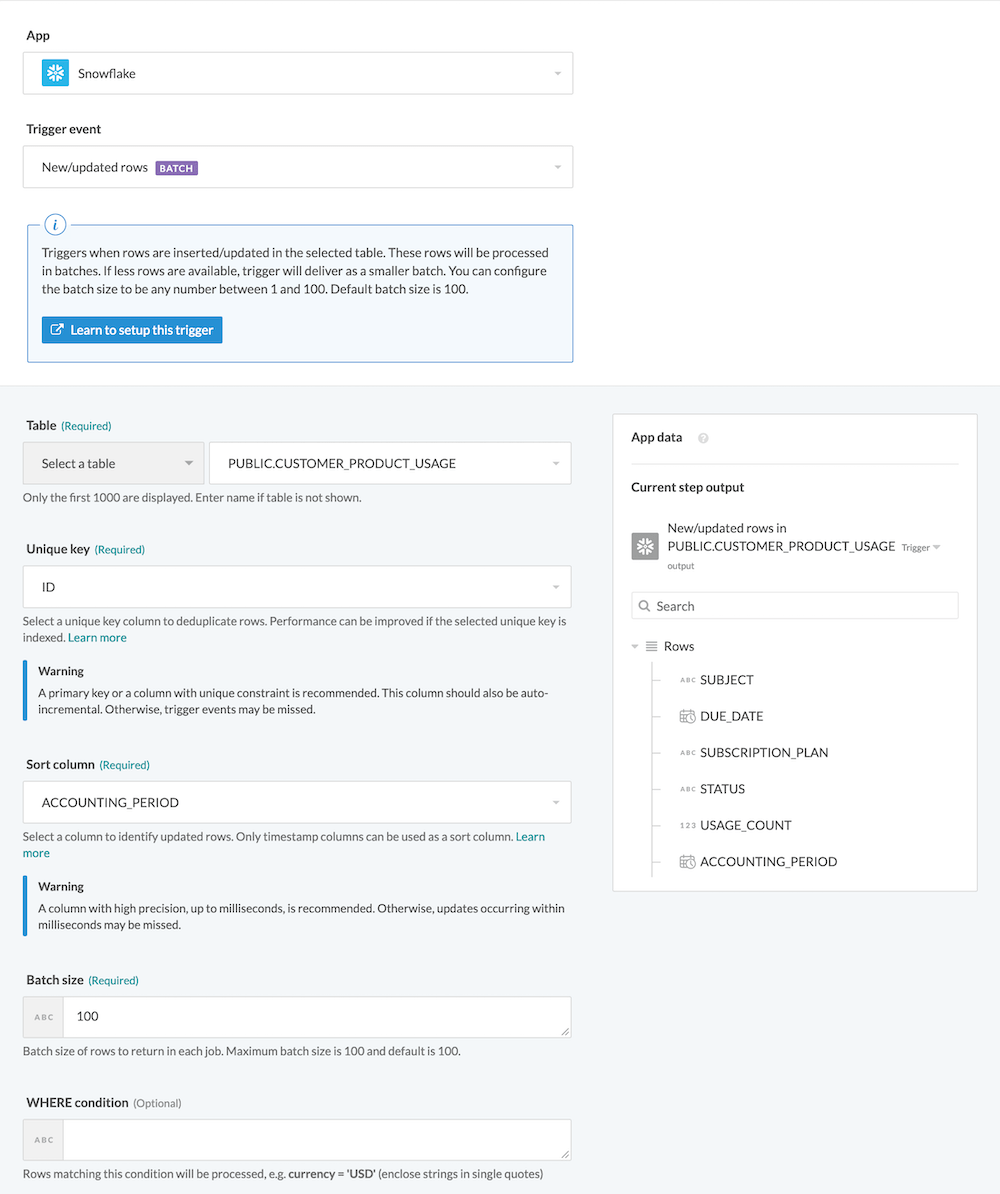 App
Snowflake
Trigger event
New/updated rows BATCH
i
Triggers when rows are inserted/updated in the selected table. These rows will be processed
in batches. If less rows are available, trigger will deliver as a smaller batch. You can configure
the batch size to be any number between 1 and 100. Default batch size is 100.
Learn to setup this trigger
Table (Required)
Select a table
PUBLIC.CUSTOMER_PRODUCT_USAGE
Only the first 1000 are displayed. Enter name if table is not shown.
Unique key (Required)
ID
Select a unique key column to deduplicate rows. Performance can be improved if the selected unique key is
indexed. Learn more
Warning
A primary key or a column with unique constraint is recommended. This column should also be auto-
incremental. Otherwise, trigger events may be missed.
Sort column (Required)
ACCOUNTING_PERIOD
Select a column to identify updated rows. Only timestamp columns can be used as a sort column. Learn
more
Warning
A column with high precision, up to milliseconds, is recommended. Otherwise, updates occurring within
milliseconds may be missed.
Batch size (Required)
ABC 100
Batch size of rows to return in each job. Maximum batch size is 100 and default is 100.
WHERE condition (Optional)
ABC
Rows matching this condition will be processed, e.g. currency = 'USD' (enclose strings in single quotes)
App data ?
Current step output
New/updated rows in
PUBLIC.CUSTOMER_PRODUCT_USAGE Trigger
output
Search
Rows
ABC SUBJECT
DUE_DATE
ABC SUBSCRIPTION_PLAN
ABC STATUS
123 USAGE_COUNT
ACCOUNTING_PERIOD